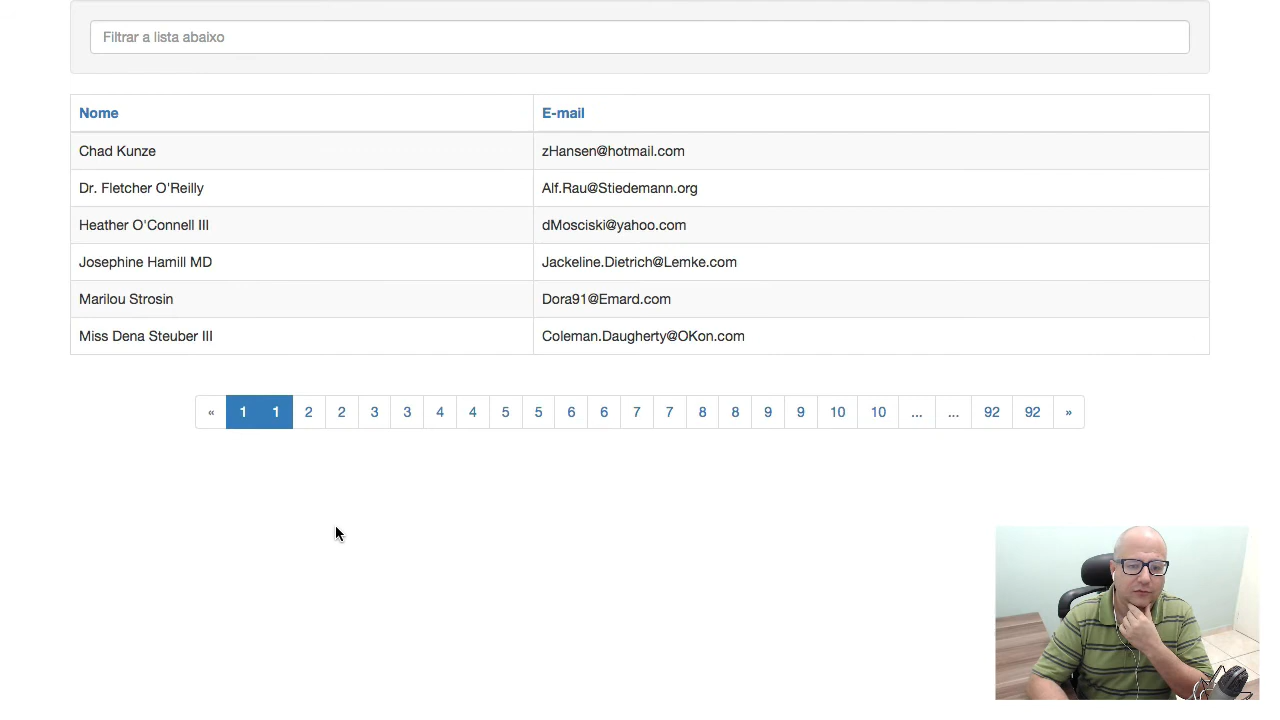 Filtrar a lista abaixo
Nome E-mail
Chad Kunze zHansen@hotmail.com
Dr. Fletcher O'Reilly Alf.Rau@Stiedemann.org
Heather O'Connell III dMosciski@yahoo.com
Josephine Hamill MD Jackeline.Dietrich@Lemke.com
Marilou Strosin Dora91@Emard.com
Miss Dena Steuber III Coleman.Daugherty@OKon.com
« 1 1 2 2 3 3 4 4 5 5 6 6 7 7 8 8 9 9 10 10 ... ... 92 92 »